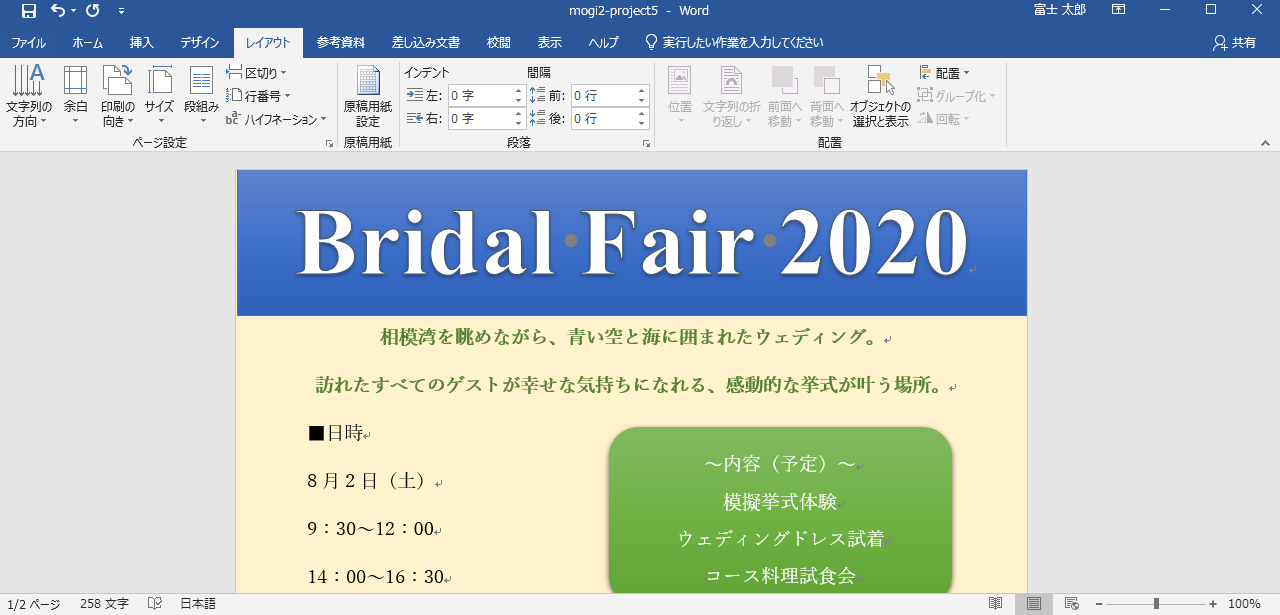 mogi2-project5 - Word
富士 太郎
ファイル ホーム 挿入 デザイン レイアウト 参考資料 差し込み文書 校閲 表示 ヘルプ 実行したい作業を入力してください 共有
文字列の方向
余白
印刷の向き
サイズ
段組み
区切り
行番号
ハイフネーション
ページ設定
原稿用紙設定
原稿用紙
インデント
左: 0 字
右: 0 字
間隔
前: 0 行
後: 0 行
段落
位置
文字列の折り返し
前面へ移動
背面へ移動
オブジェクトの選択と表示
配置
グループ化
回転
配置
Bridal Fair 2020
相模湾を眺めながら、青い空と海に囲まれたウェディング。
訪れたすべてのゲストが幸せな気持ちになれる、感動的な挙式が叶う場所。
■日時
8月2日（土）
9：30～12：00
14：00～16：30
～内容（予定）～
模擬挙式体験
ウェディングドレス試着
コース料理試食会
1/2 ページ 258 文字 日本語 100%